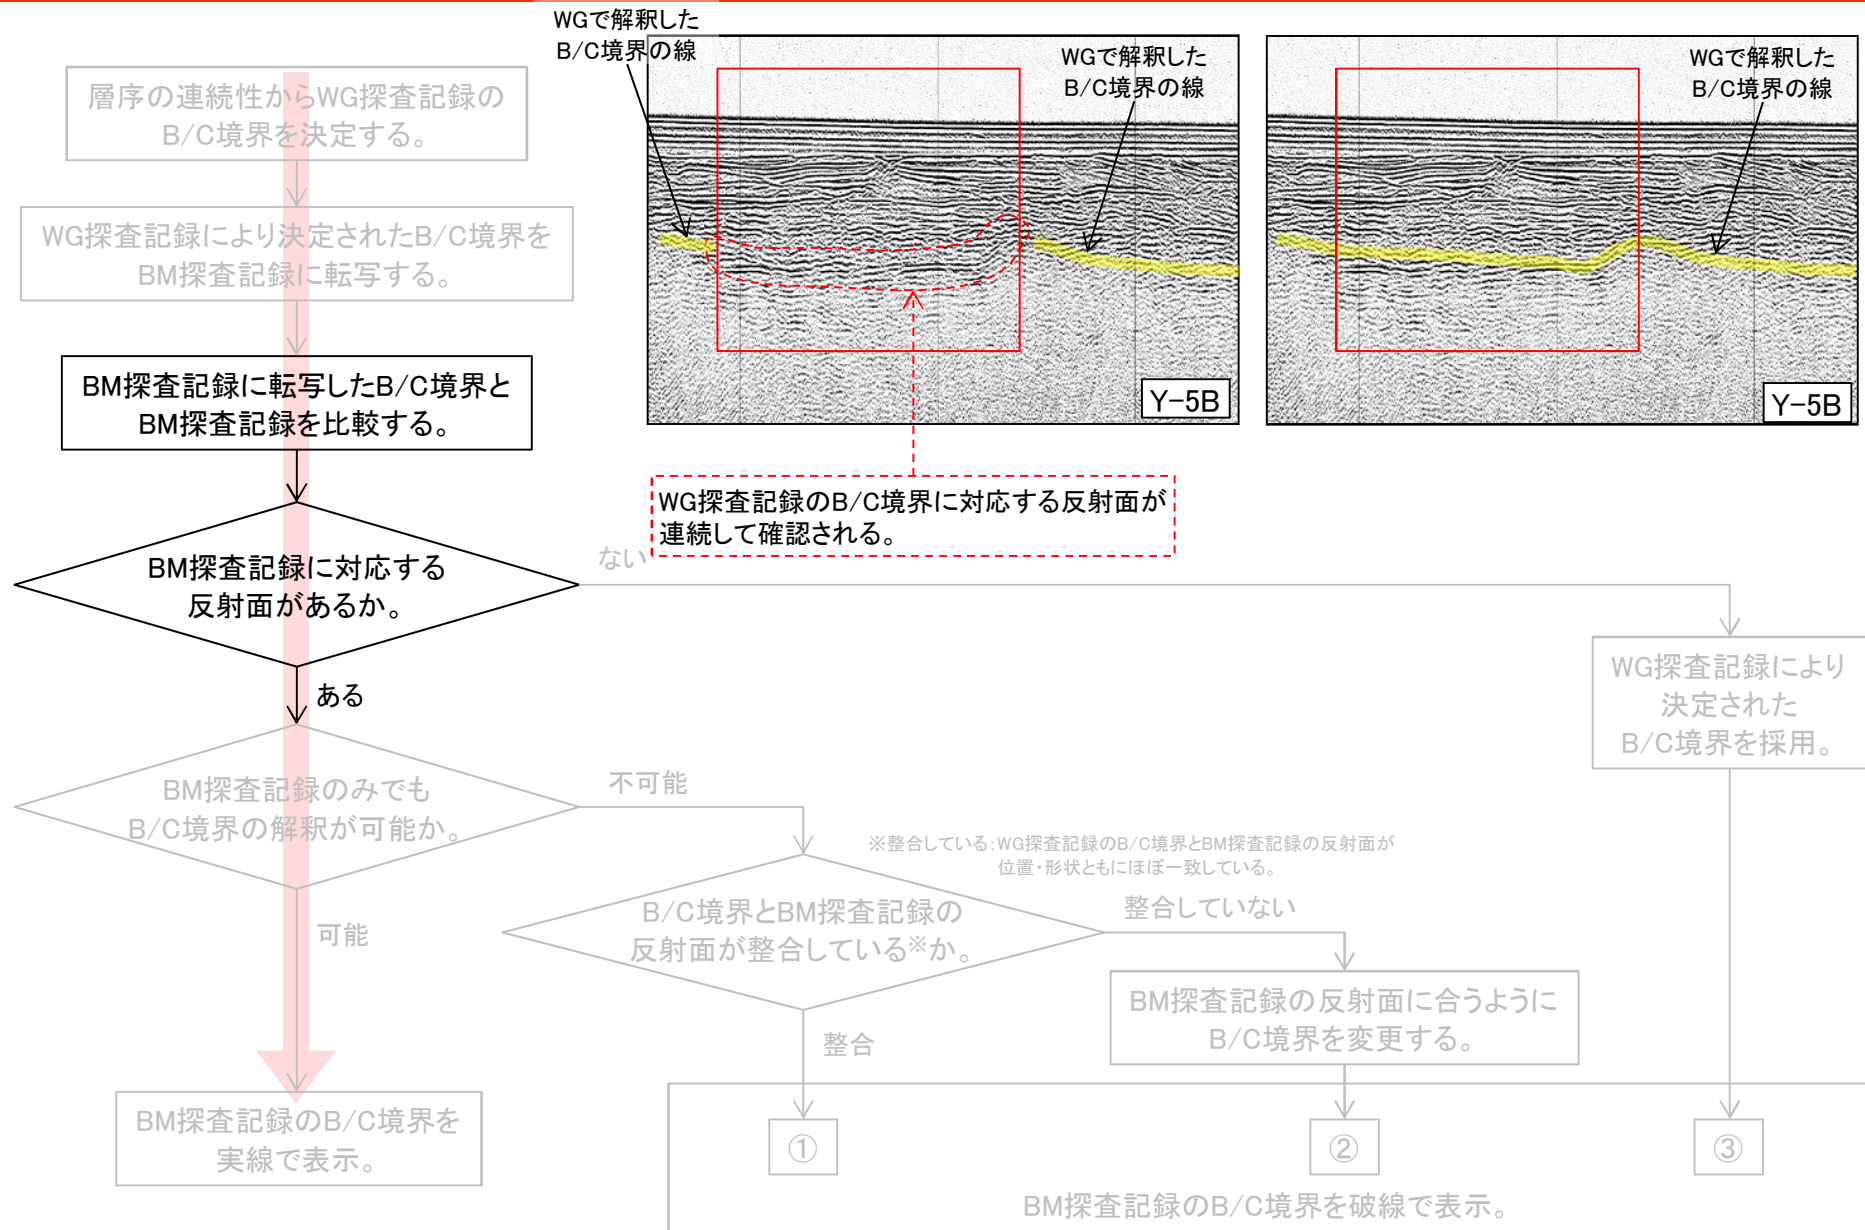 WGで解釈した
B/C境界の線
WGで解釈した
B/C境界の線
Y-5B
WGで解釈した
B/C境界の線
Y-5B
層序の連続性からWG探査記録の
B/C境界を決定する。
WG探査記録により決定されたB/C境界を
BM探査記録に転写する。
BM探査記録に転写したB/C境界と
BM探査記録を比較する。
WG探査記録のB/C境界に対応する反射面が
連続して確認される。
BM探査記録に対応する
反射面があるか。
ない
ある
WG探査記録により
決定された
B/C境界を採用。
BM探査記録のみでも
B/C境界の解釈が可能か。
不可能
可能
※整合している:WG探査記録のB/C境界とBM探査記録の反射面が
位置・形状ともにほぼ一致している。
B/C境界とBM探査記録の
反射面が整合している※か。
整合していない
整合
BM探査記録の反射面に合うように
B/C境界を変更する。
BM探査記録のB/C境界を
実線で表示。
①
②
③
BM探査記録のB/C境界を破線で表示。